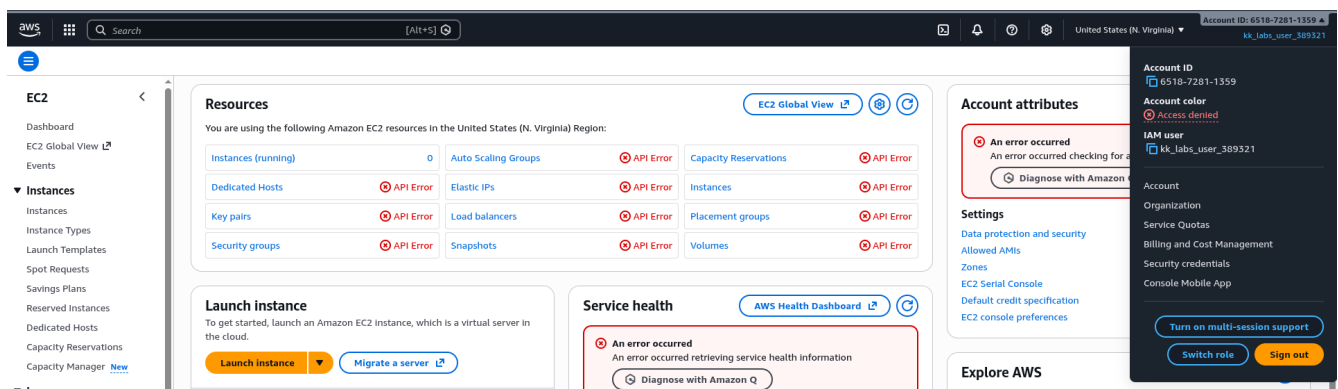 aws
Search
[Alt+S]
United States (N. Virginia) ▼
Account ID: 6518-7281-1359 ▲
kk_labs_user_389321
EC2
Dashboard
EC2 Global View
Events
▼ Instances
Instances
Instance Types
Launch Templates
Spot Requests
Savings Plans
Reserved Instances
Dedicated Hosts
Capacity Reservations
Capacity Manager New
Resources
EC2 Global View
You are using the following Amazon EC2 resources in the United States (N. Virginia) Region:
Instances (running) 0
Auto Scaling Groups API Error
Capacity Reservations API Error
Dedicated Hosts API Error
Elastic IPs API Error
Instances API Error
Key pairs API Error
Load balancers API Error
Placement groups API Error
Security groups API Error
Snapshots API Error
Volumes API Error
Launch instance
To get started, launch an Amazon EC2 instance, which is a virtual server in
the cloud.
Launch instance ▼
Migrate a server
Service health
AWS Health Dashboard
An error occurred
An error occurred retrieving service health information
Diagnose with Amazon Q
Account attributes
An error occurred
An error occurred checking for a
Diagnose with Amazon
Settings
Data protection and security
Allowed AMIs
Zones
EC2 Serial Console
Default credit specification
EC2 console preferences
Explore AWS
Account ID
6518-7281-1359
Account color
Access denied
IAM user
kk_labs_user_389321
Account
Organization
Service Quotas
Billing and Cost Management
Security credentials
Console Mobile App
Turn on multi-session support
Switch role
Sign out